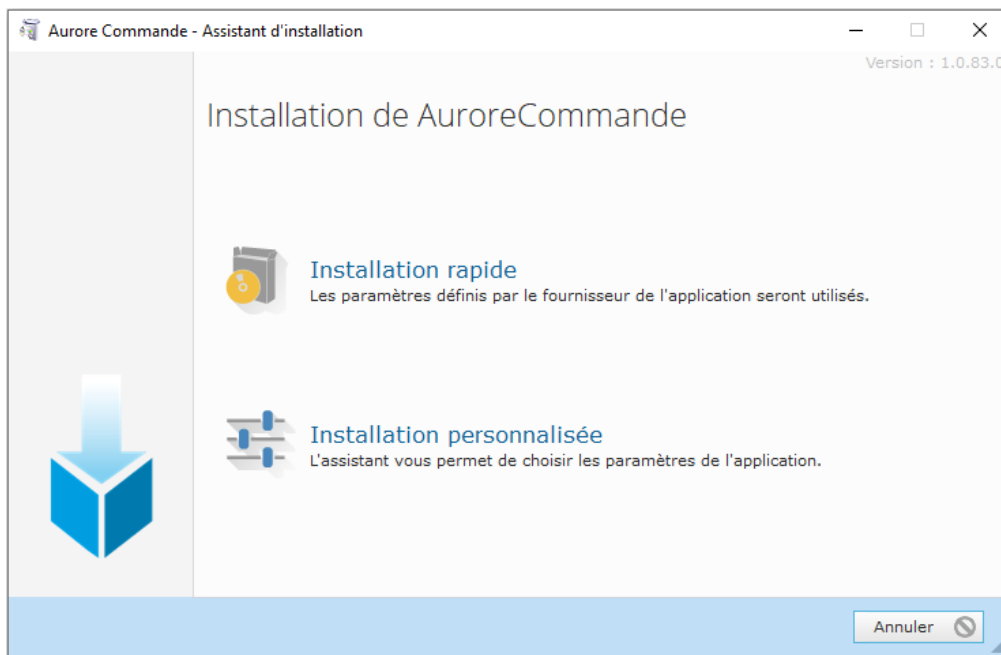 Aurore Commande - Assistant d'installation
Version : 1.0.83.0
Installation de AuroreCommande
Installation rapide
Les paramètres définis par le fournisseur de l'application seront utilisés.
Installation personnalisée
L'assistant vous permet de choisir les paramètres de l'application.
Annuler